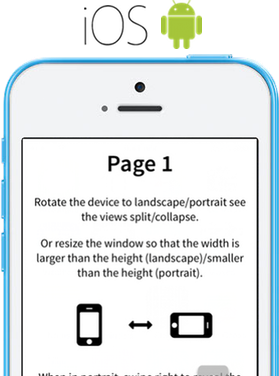 iOS
Page 1
Rotate the device to landscape/portrait see
the views split/collapse.
Or resize the window so that the width is
larger than the height (landscape)/smaller
than the height (portrait).
When in portrait, swipe right to reveal the